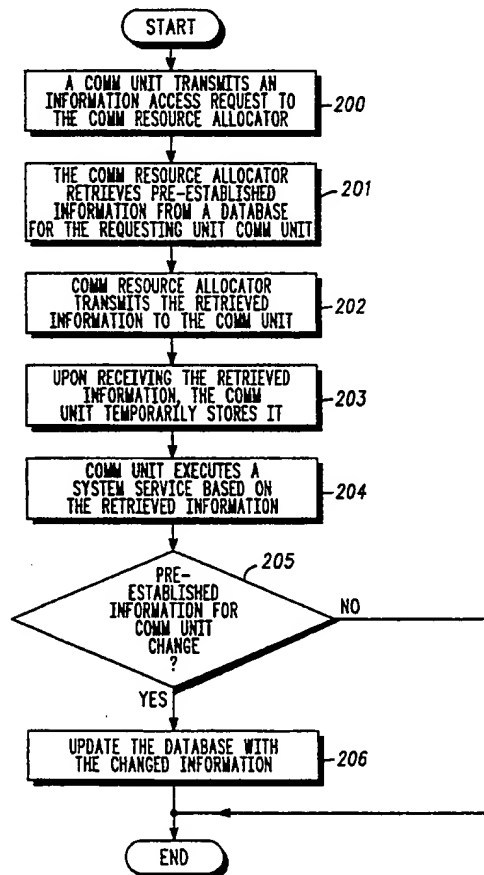 START
A COMM UNIT TRANSMITS AN
INFORMATION ACCESS REQUEST TO
THE COMM RESOURCE ALLOCATOR
200
THE COMM RESOURCE ALLOCATOR
RETRIEVES PRE-ESTABLISHED
INFORMATION FROM A DATABASE
FOR THE REQUESTING UNIT COMM UNIT
201
COMM RESOURCE ALLOCATOR
TRANSMITS THE RETRIEVED
INFORMATION TO THE COMM UNIT
202
UPON RECEIVING THE RETRIEVED
INFORMATION, THE COMM
UNIT TEMPORARILY STORES IT
203
COMM UNIT EXECUTES A
SYSTEM SERVICE BASED ON
THE RETRIEVED INFORMATION
204
205
PRE-
ESTABLISHED
INFORMATION FOR
COMM UNIT
CHANGE
?
NO
YES
UPDATE THE DATABASE WITH
THE CHANGED INFORMATION
206
END